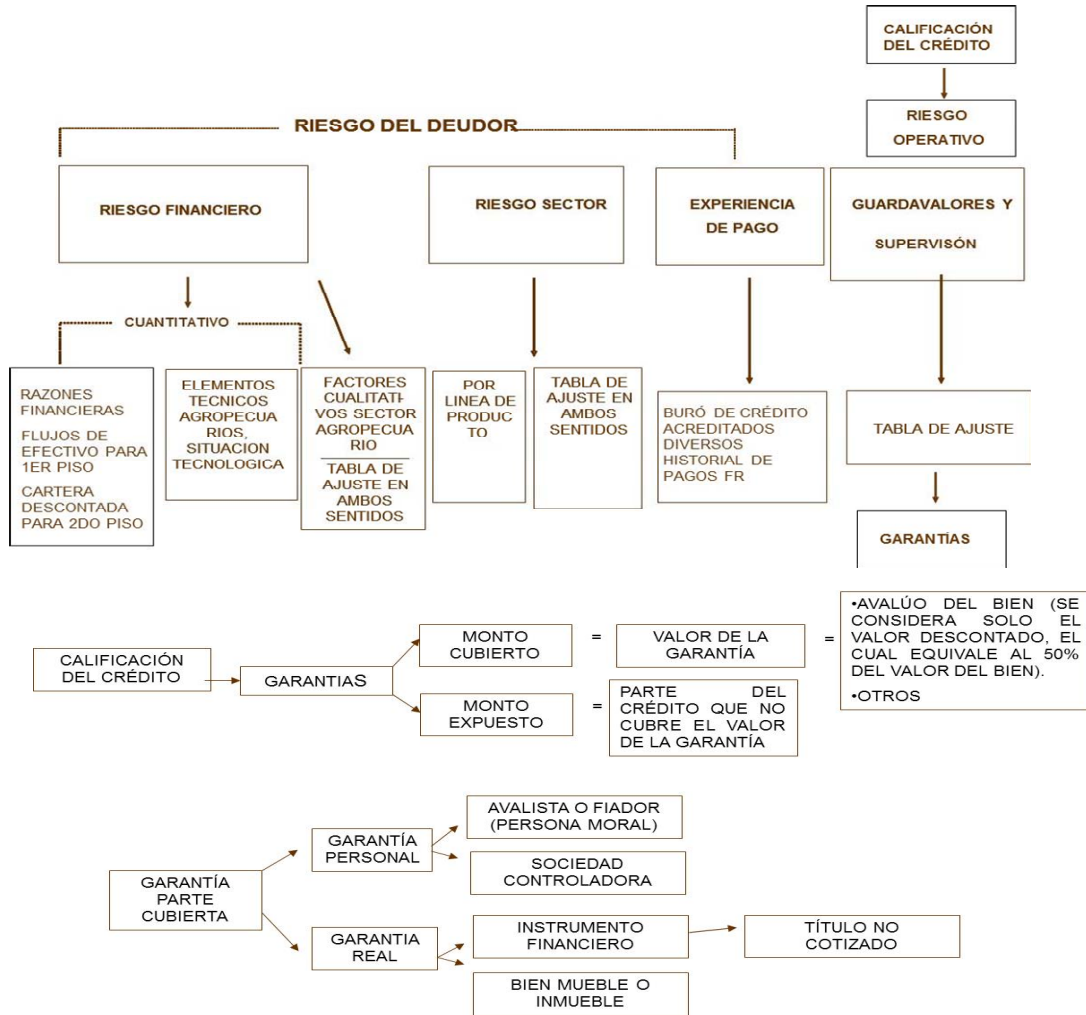 CALIFICACIÓN
DEL CRÉDITO
RIESGO
OPERATIVO
RIESGO DEL DEUDOR
RIESGO FINANCIERO
RIESGO SECTOR
EXPERIENCIA
DE PAGO
GUARDAVALORES Y
SUPERVISÓN
CUANTITATIVO
RAZONES
FINANCIERAS
FLUJOS DE
EFECTIVO PARA
1ER PISO
CARTERA
DESCONTADA
PARA 2DO PISO
ELEMENTOS
TECNICOS
AGROPECUA
RIOS,
SITUACION
TECNOLOGICA
FACTORES
CUALITATI-
VOS SECTOR
AGROPECUA
RIO
TABLA DE
AJUSTE EN
AMBOS
SENTIDOS
POR
LINEA DE
PRODUC
TO
TABLA DE
AJUSTE EN
AMBOS
SENTIDOS
BURÓ DE CRÉDITO
ACREDITADOS
DIVERSOS
HISTORIAL DE
PAGOS FR
TABLA DE AJUSTE
GARANTÍAS
CALIFICACIÓN
DEL CRÉDITO
GARANTIAS
MONTO
CUBIERTO
=
VALOR DE LA
GARANTÍA
=
•AVALÚO DEL BIEN (SE
CONSIDERA SOLO EL
VALOR DESCONTADO, EL
CUAL EQUIVALE AL 50%
DEL VALOR DEL BIEN).
•OTROS
MONTO
EXPUESTO
=
PARTE DEL
CRÉDITO QUE NO
CUBRE EL VALOR
DE LA GARANTÍA
GARANTÍA
PARTE
CUBIERTA
GARANTÍA
PERSONAL
AVALISTA O FIADOR
(PERSONA MORAL)
SOCIEDAD
CONTROLADORA
GARANTIA
REAL
INSTRUMENTO
FINANCIERO
TÍTULO NO
COTIZADO
BIEN MUEBLE O
INMUEBLE